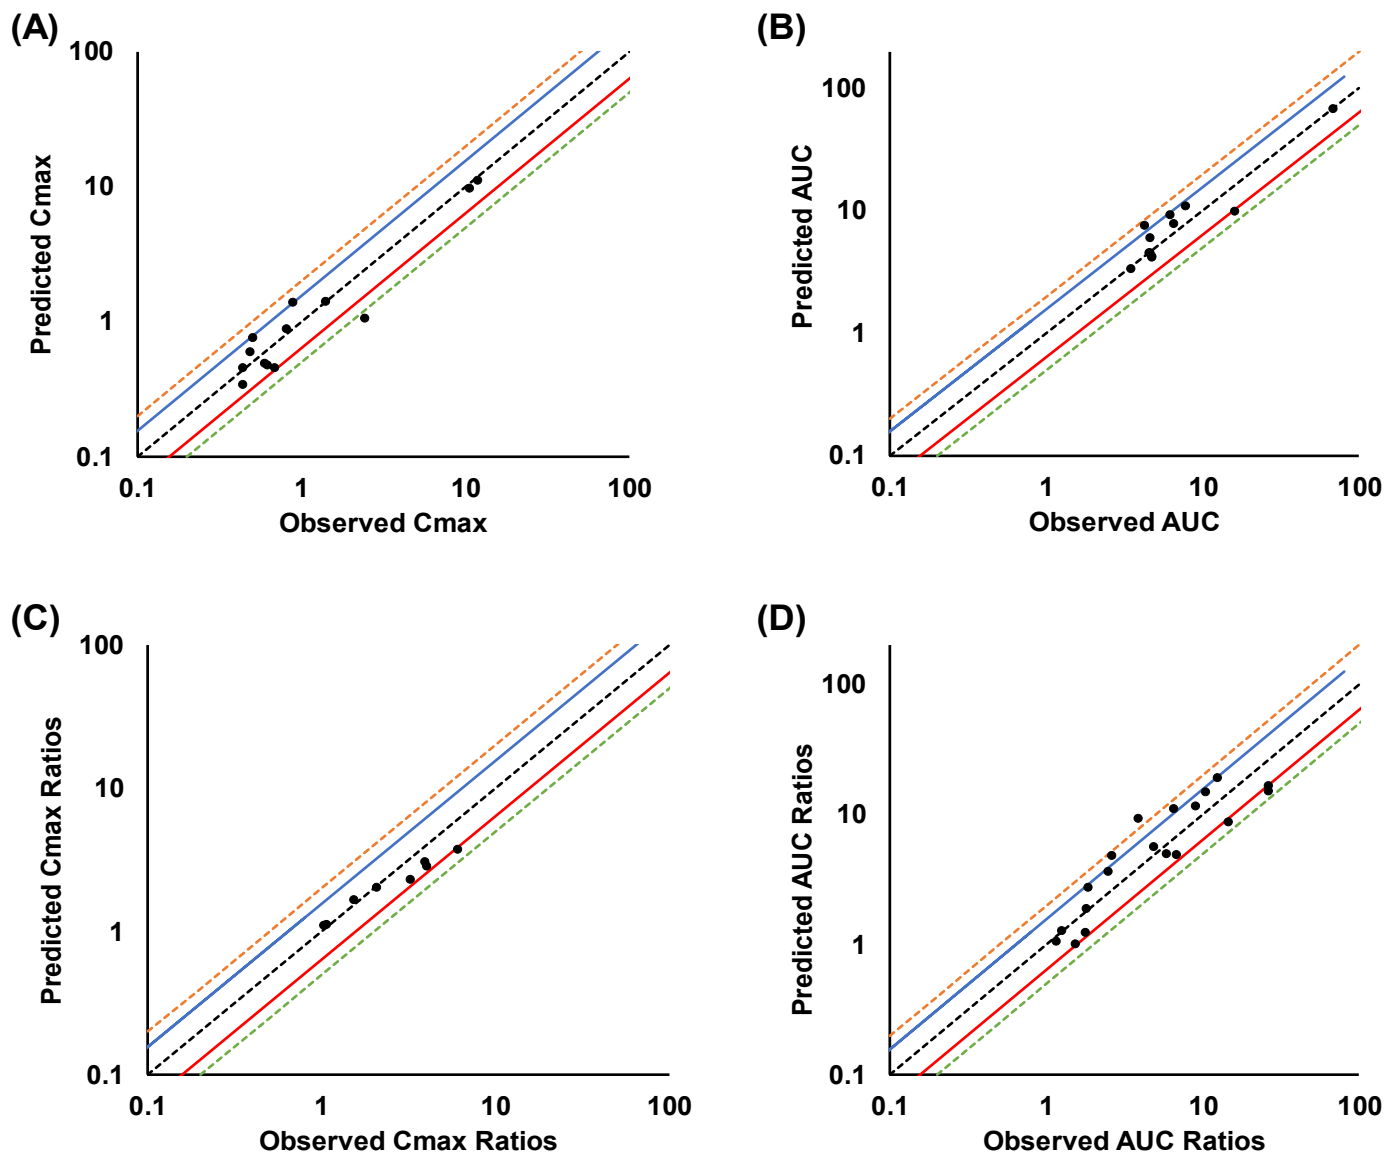 (A)
Predicted Cmax
100
10
1
0.1
0.1 1 10 100
Observed Cmax
(B)
Predicted AUC
100
10
1
0.1
0.1 1 10 100
Observed AUC
(C)
Predicted Cmax Ratios
100
10
1
0.1
0.1 1 10 100
Observed Cmax Ratios
(D)
Predicted AUC Ratios
100
10
1
0.1
0.1 1 10 100
Observed AUC Ratios